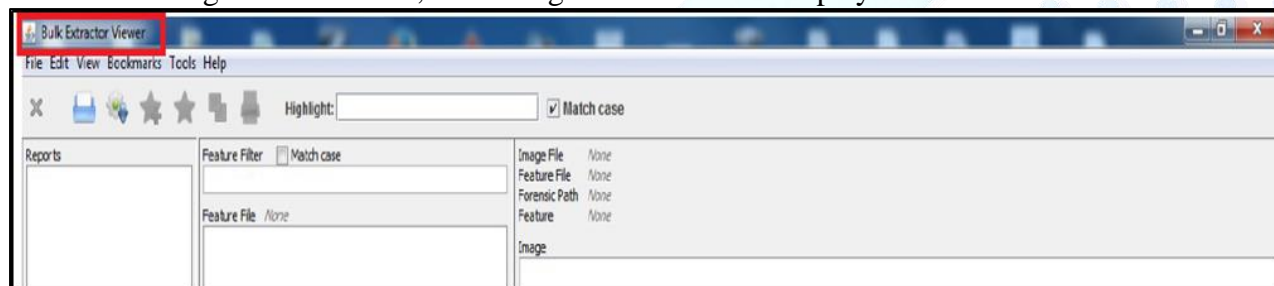 Bulk Extractor Viewer
File Edit View Bookmarks Tools Help
Highlight: Match case
Reports
Feature Filter Match case
Feature File None
Image File None
Feature File None
Forensic Path None
Feature None
Image